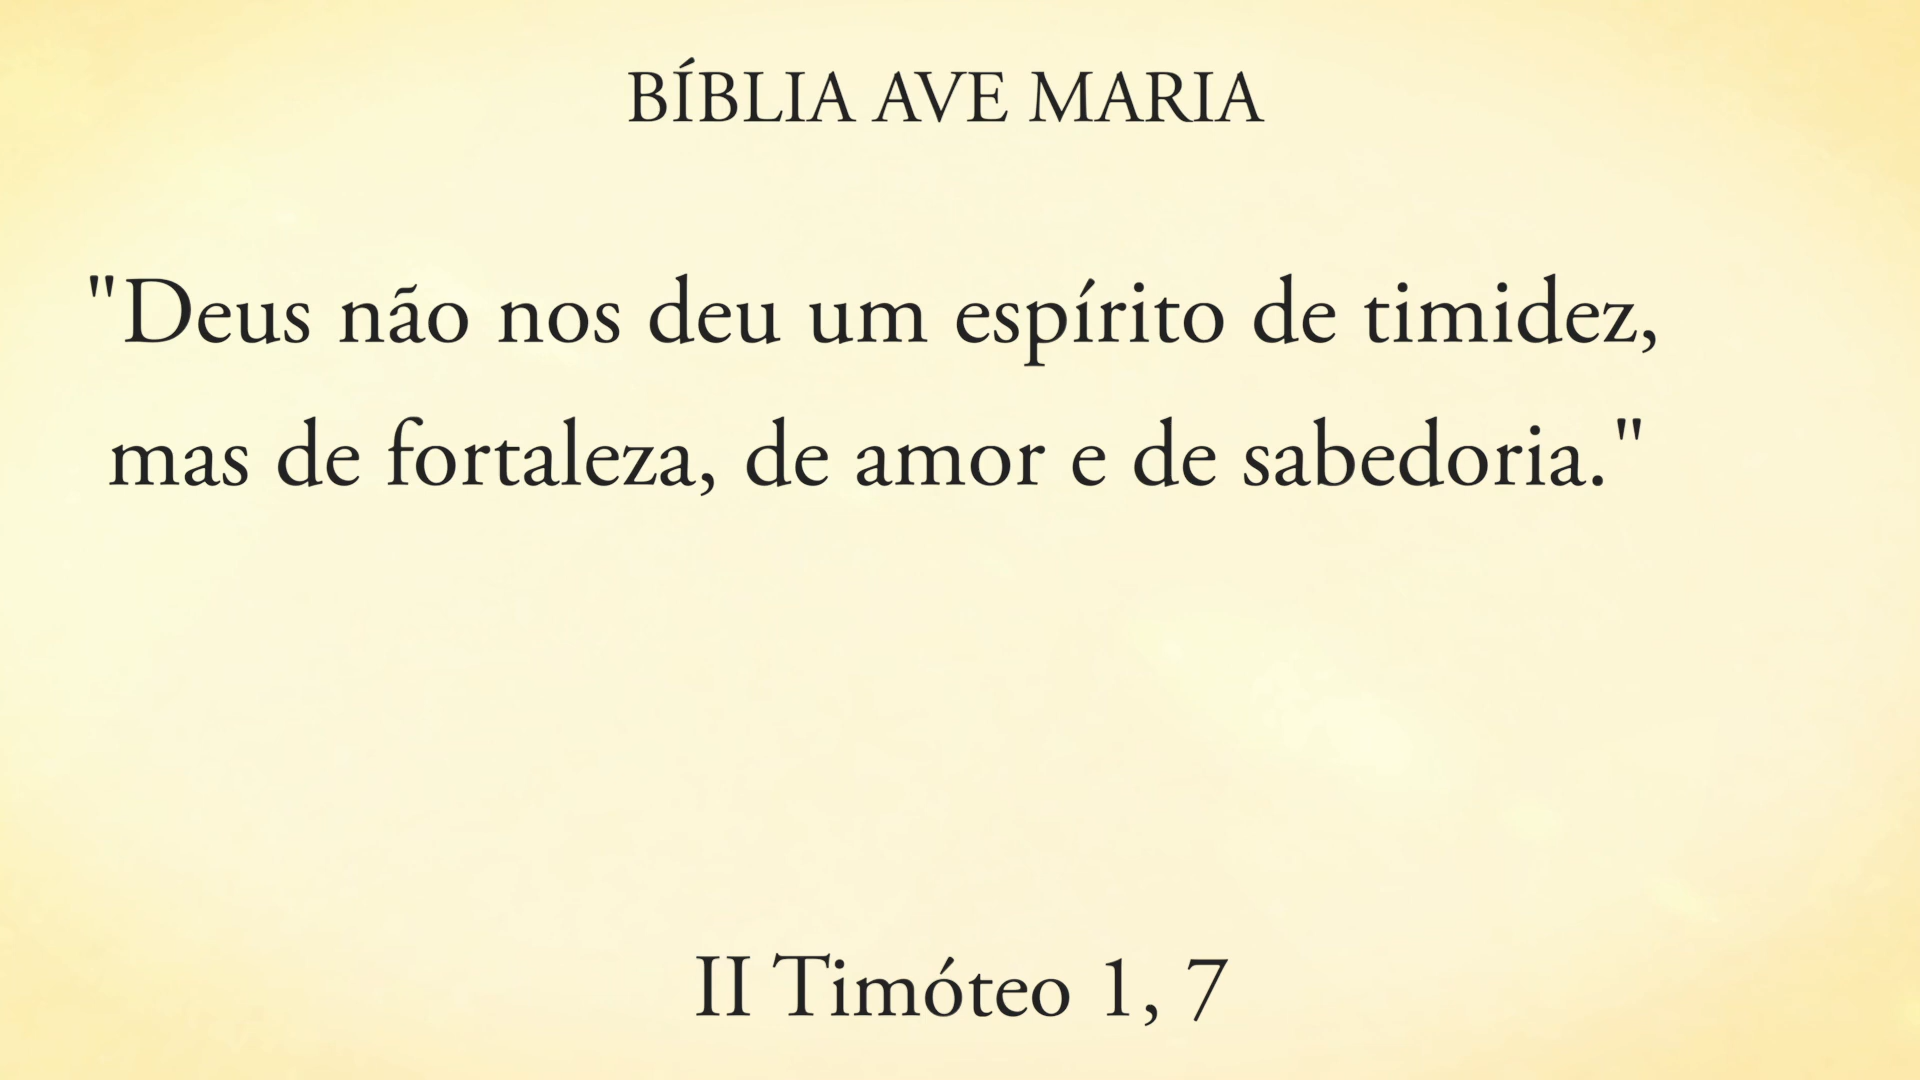 BÍBLIA AVE MARIA
"Deus não nos deu um espírito de timidez,
mas de fortaleza, de amor e de sabedoria."
II Timóteo 1, 7